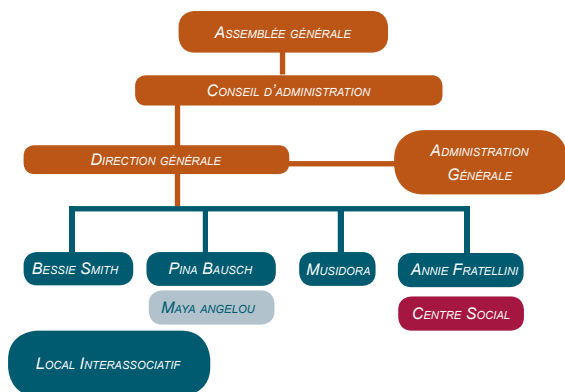 Assemblée générale
Conseil d'administration
Direction générale
Administration
Générale
Bessie Smith
Pina Bausch
Musidora
Annie Fratellini
Maya angelou
Centre Social
Local Interassociatif